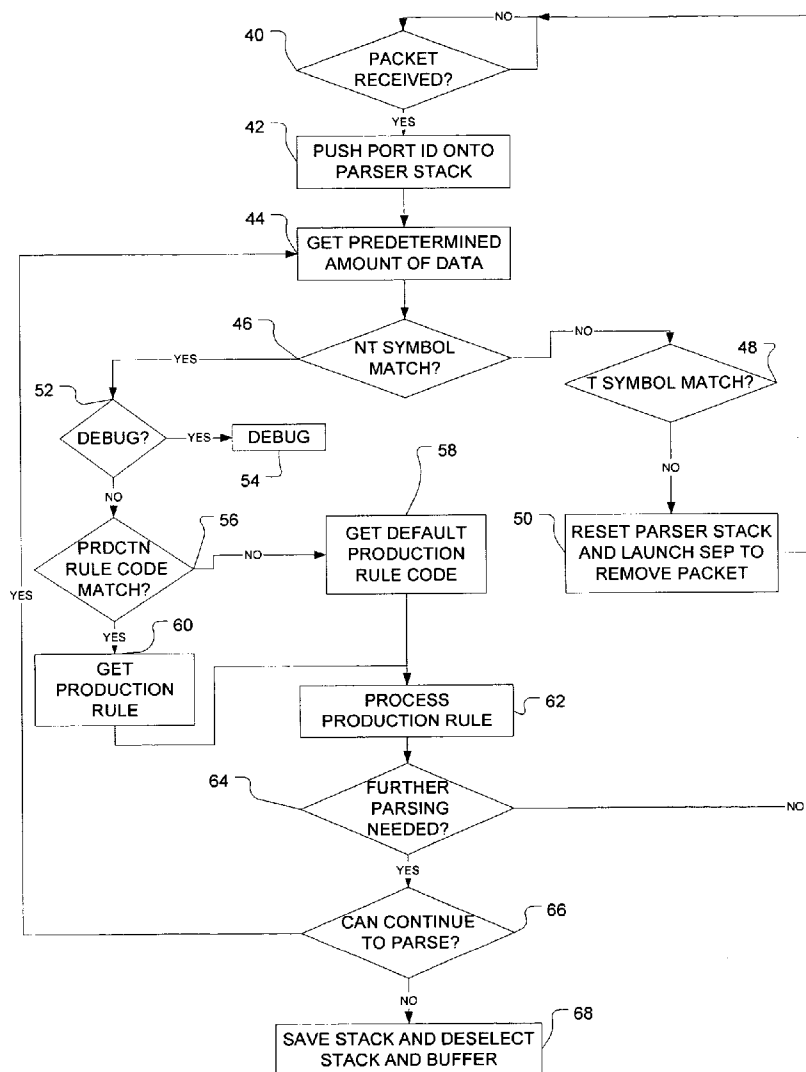 NO
40
PACKET
RECEIVED?
YES
42
PUSH PORT ID ONTO
PARSER STACK
44
GET PREDETERMINED
AMOUNT OF DATA
46
NT SYMBOL
MATCH?
YES
NO
48
T SYMBOL MATCH?
52
DEBUG?
YES
DEBUG
54
NO
NO
58
56
PRDCTN
RULE CODE
MATCH?
NO
GET DEFAULT
PRODUCTION
RULE CODE
50
RESET PARSER STACK
AND LAUNCH SEP TO
REMOVE PACKET
YES
YES
60
GET
PRODUCTION
RULE
PROCESS
PRODUCTION RULE
62
64
FURTHER
PARSING
NEEDED?
NO
YES
CAN CONTINUE
TO PARSE?
66
NO
68
SAVE STACK AND DESELECT
STACK AND BUFFER